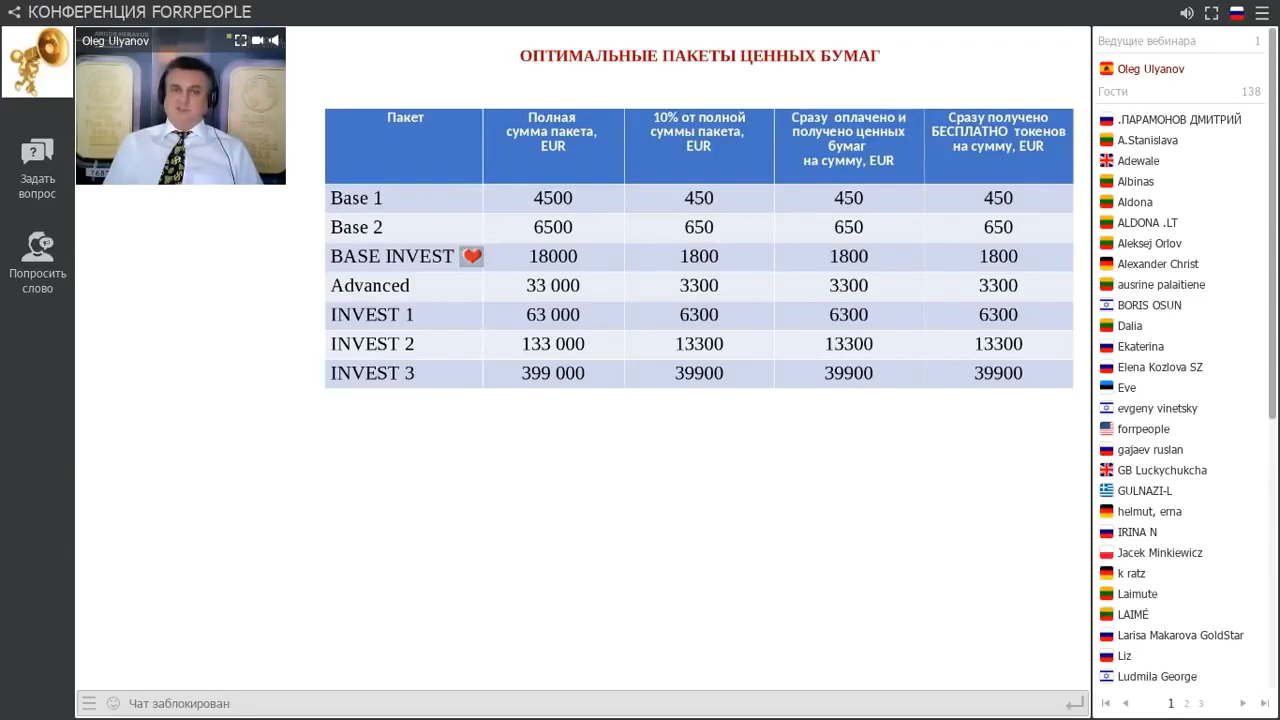 КОНФЕРЕНЦИЯ FORRPEOPLE
Oleg Ulyanov
Задать
вопрос
Попросить
слово
ОПТИМАЛЬНЫЕ ПАКЕТЫ ЦЕННЫХ БУМАГ
Пакет
Полная
сумма пакета,
EUR
10% от полной
суммы пакета,
EUR
Сразу оплачено и
получено ценных
бумаг
на сумму, EUR
Сразу получено
БЕСПЛАТНО токенов
на сумму, EUR
Base 1 4500 450 450 450
Base 2 6500 650 650 650
BASE INVEST 18000 1800 1800 1800
Advanced 33 000 3300 3300 3300
INVEST 1 63 000 6300 6300 6300
INVEST 2 133 000 13300 13300 13300
INVEST 3 399 000 39900 39900 39900
Чат заблокирован
Ведущие вебинара 1
Oleg Ulyanov
Гости 138
.ПАРАМОНОВ ДМИТРИЙ
A.Stanislava
Adewale
Albinas
Aldona
ALDONA .LT
Aleksej Orlov
Alexander Christ
ausrine palaitiene
BORIS OSUN
Dalia
Ekaterina
Elena Kozlova SZ
Eve
evgeny vinetsky
forrpeople
gajaev ruslan
GB Luckychukcha
GULNAZI-L
helmut, erna
IRINA N
Jacek Minkiewicz
k ratz
Laimute
LAIMÉ
Larisa Makarova GoldStar
Liz
Ludmila George
1 2 3